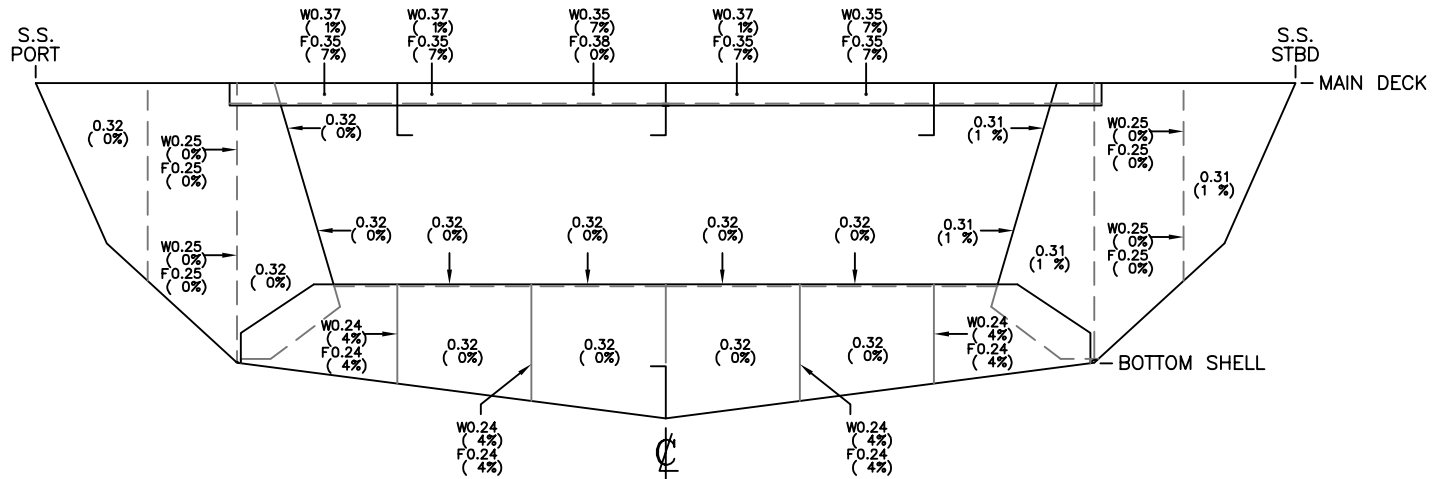 W0.37
( 1%)
F0.35
( 7%)
W0.37
( 1%)
F0.35
( 7%)
W0.35
( 7%)
F0.38
( 0%)
W0.37
( 1%)
F0.35
( 7%)
W0.35
( 7%)
F0.35
( 7%)
S.S.
PORT
S.S.
STBD
MAIN DECK
0.32
( 0%)
W0.25
( 0%)
F0.25
( 0%)
0.32
( 0%)
0.31
(1 %)
W0.25
( 0%)
F0.25
( 0%)
0.31
(1 %)
W0.25
( 0%)
F0.25
( 0%)
0.32
( 0%)
0.32
( 0%)
0.32
( 0%)
0.32
( 0%)
0.32
( 0%)
0.32
( 0%)
0.31
(1 %)
0.31
(1 %)
W0.25
( 0%)
F0.25
( 0%)
W0.24
( 4%)
F0.24
( 4%)
0.32
( 0%)
0.32
( 0%)
0.32
( 0%)
0.32
( 0%)
W0.24
( 4%)
F0.24
( 4%)
BOTTOM SHELL
W0.24
( 4%)
F0.24
( 4%)
℄
W0.24
( 4%)
F0.24
( 4%)